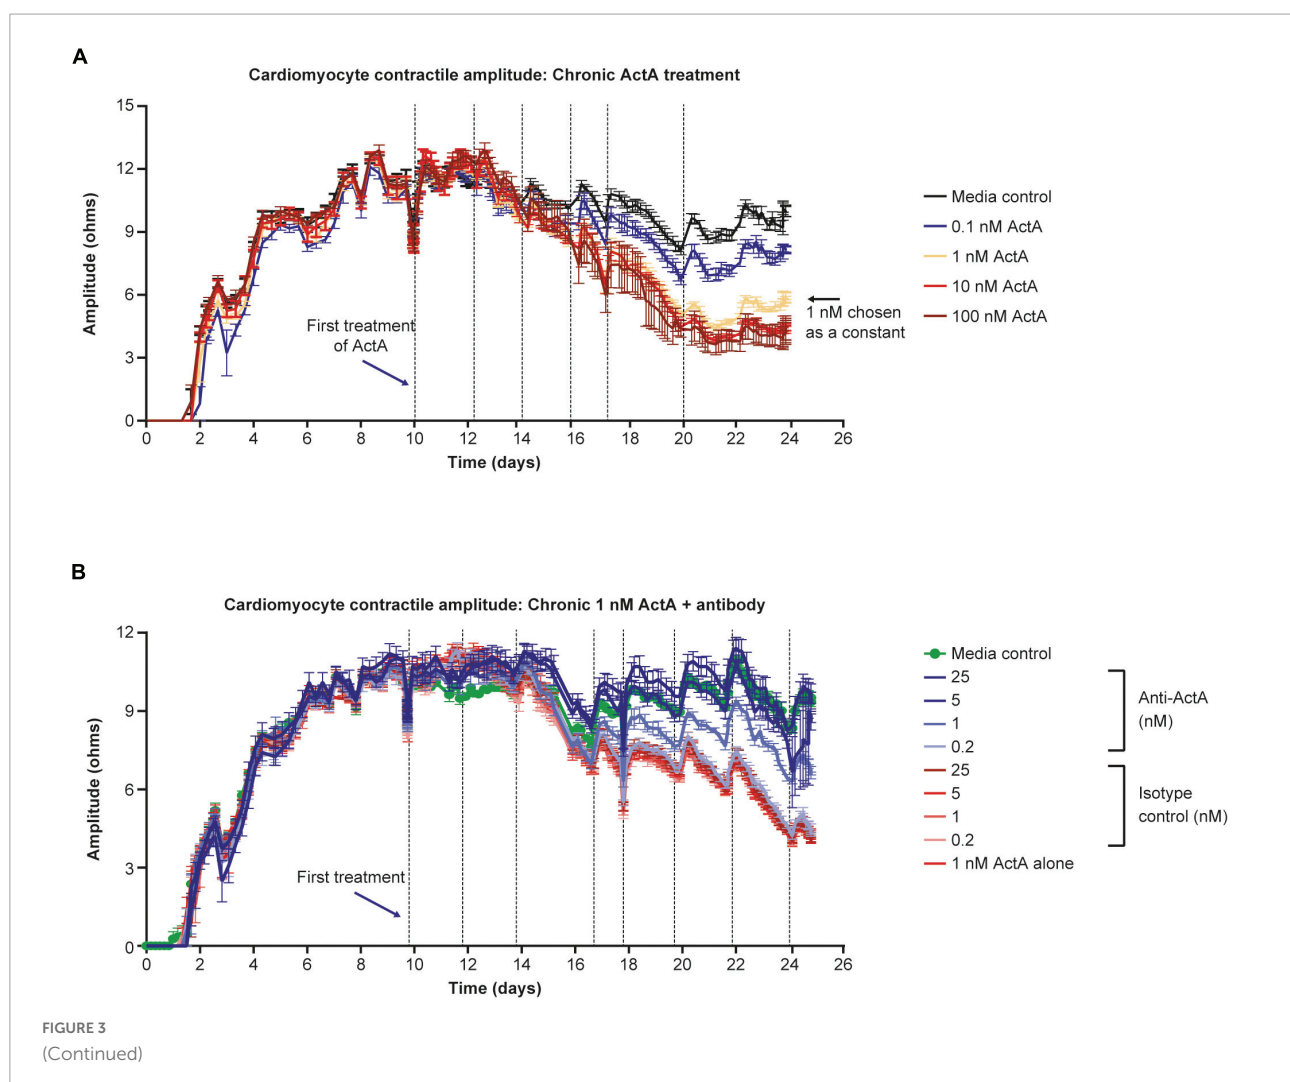 A
Cardiomyocyte contractile amplitude: Chronic ActA treatment
15
12
9
6
3
0
Amplitude (ohms)
0 2 4 6 8 10 12 14 16 18 20 22 24 26
Time (days)
First treatment
of ActA
1 nM chosen
as a constant
Media control
0.1 nM ActA
1 nM ActA
10 nM ActA
100 nM ActA
B
Cardiomyocyte contractile amplitude: Chronic 1 nM ActA + antibody
12
9
6
3
0
Amplitude (ohms)
0 2 4 6 8 10 12 14 16 18 20 22 24 26
Time (days)
First treatment
Media control
25
5
1
0.2
25
5
1
0.2
1 nM ActA alone
Anti-ActA
(nM)
Isotype
control (nM)
FIGURE 3
(Continued)